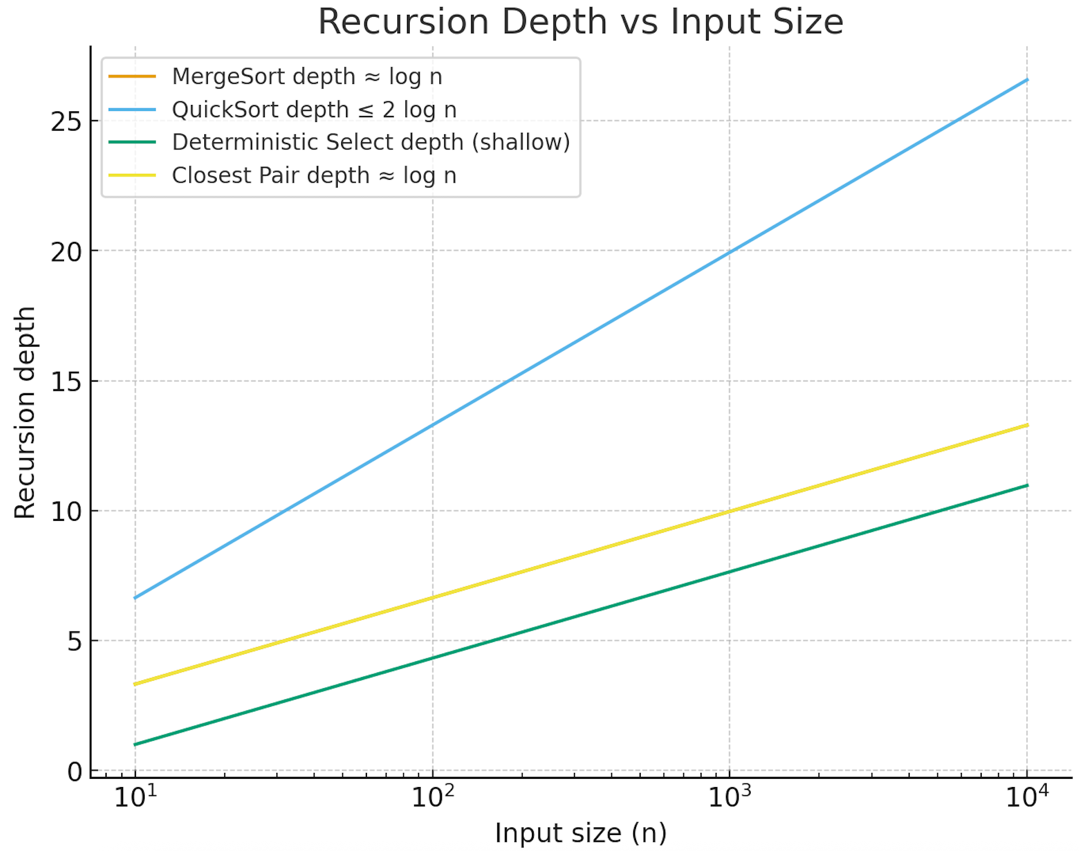 Recursion Depth vs Input Size
MergeSort depth ≈ log n
QuickSort depth ≤ 2 log n
Deterministic Select depth (shallow)
Closest Pair depth ≈ log n
Recursion depth
25
20
15
10
5
0
10¹ 10² 10³ 10⁴
Input size (n)